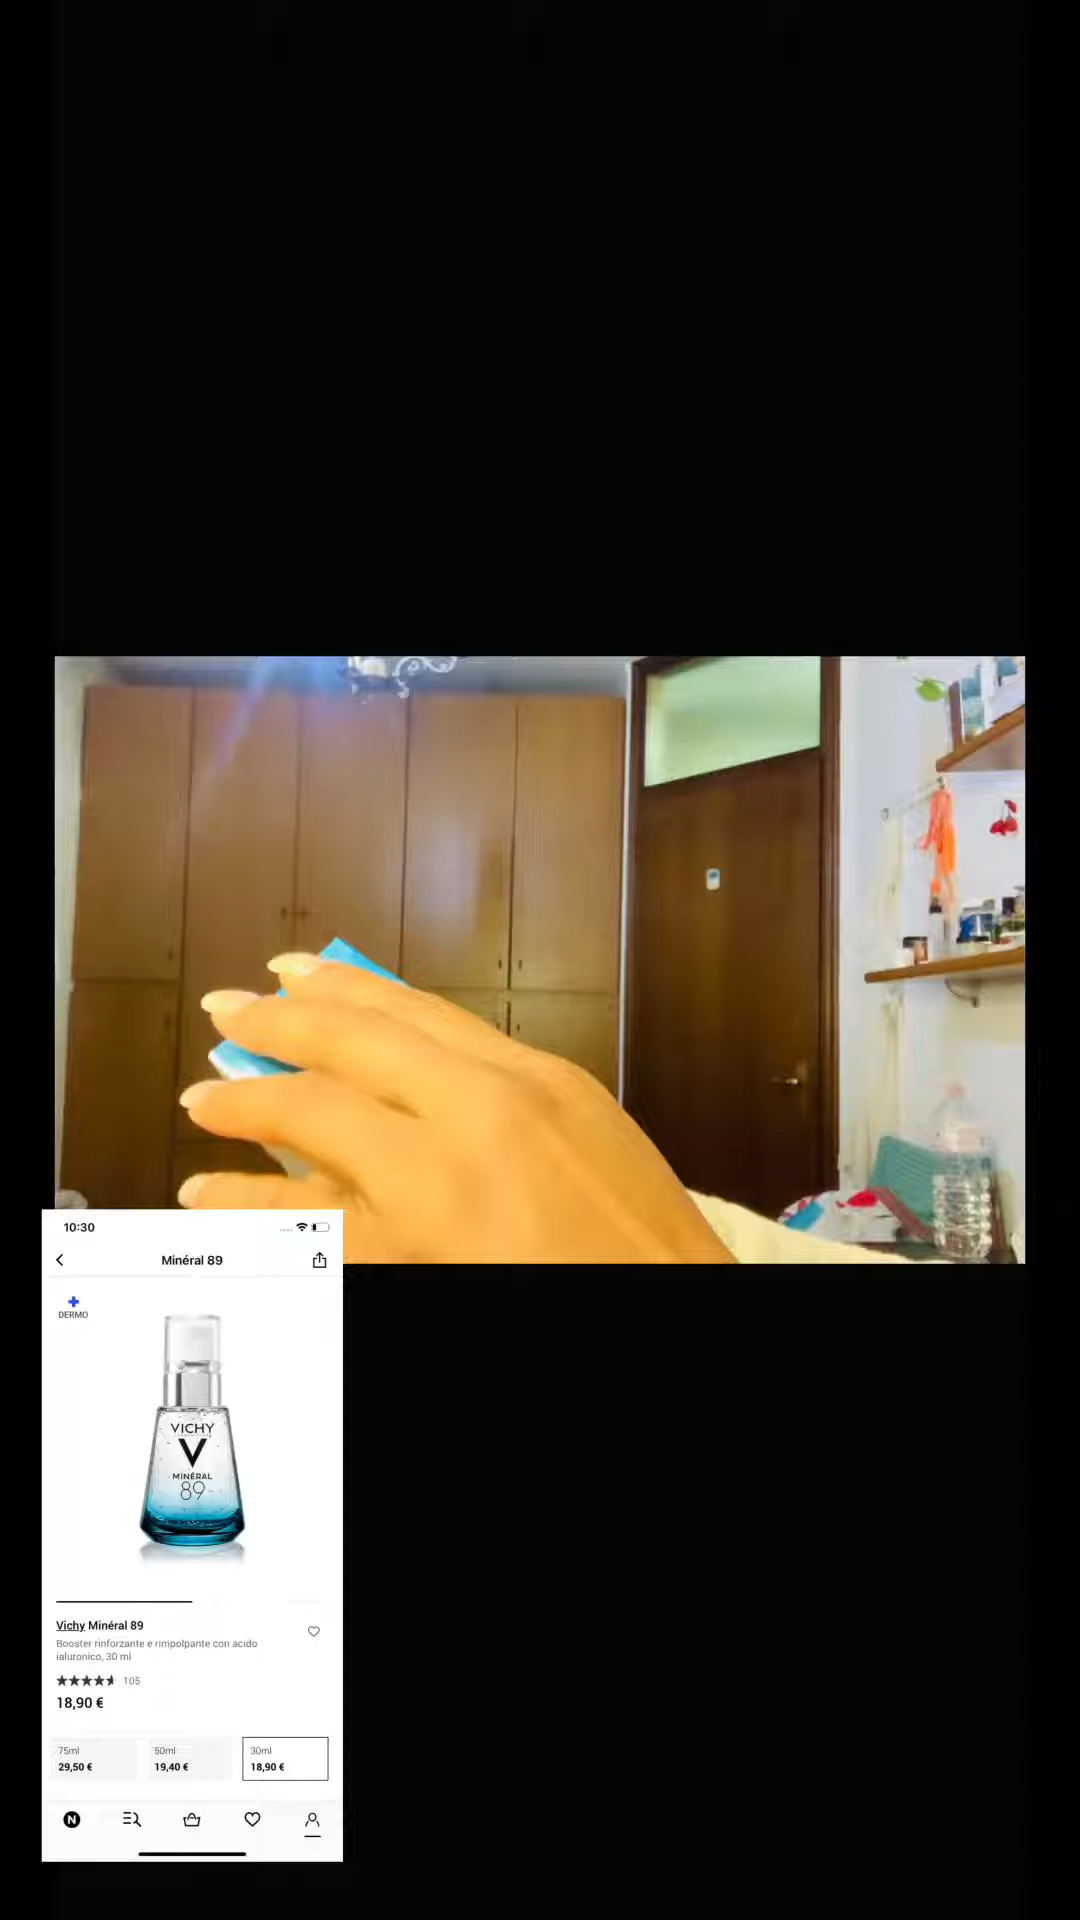 10:30
Minéral 89
DERMO
VICHY
V
MINÉRAL
89
Vichy Minéral 89
Booster rinforzante e rimpolpante con acido
ialuronico, 30 ml
105
18,90 €
75ml
50ml
30ml
29,50 €
19,40 €
18,90 €
N